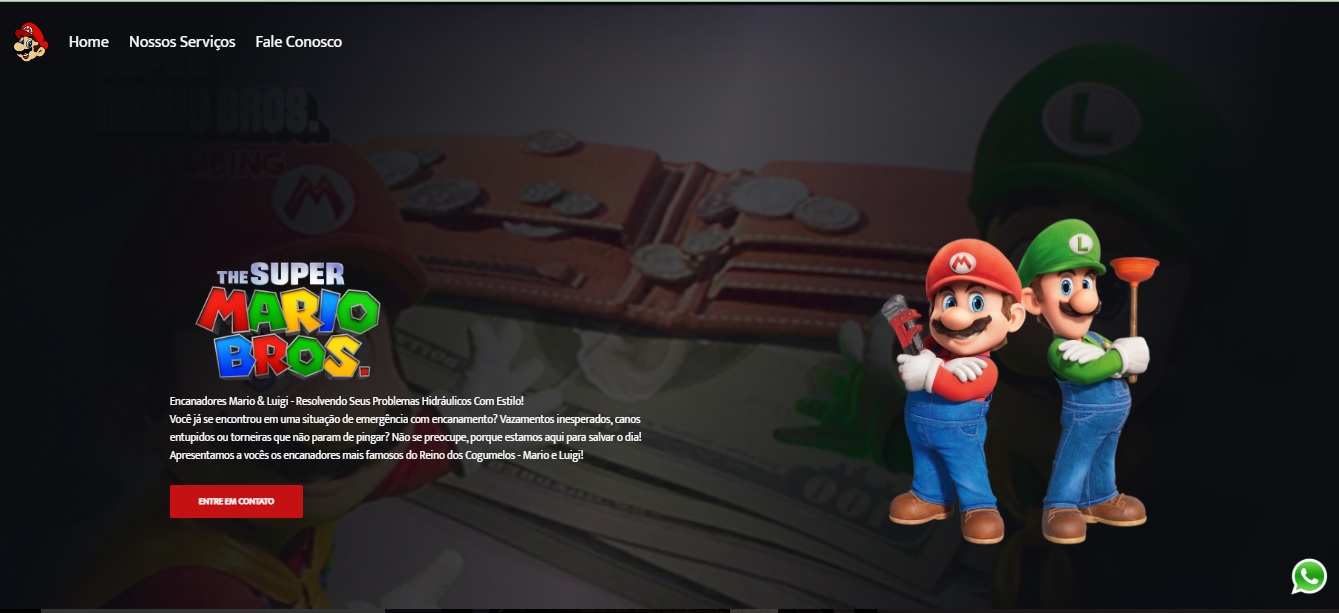 Home Nossos Serviços Fale Conosco
MARIO BROS.
L
M
THE SUPER
MARIO
BROS.
M
L
Encanadores Mario & Luigi - Resolvendo Seus Problemas Hidráulicos Com Estilo!
Você já se encontrou em uma situação de emergência com encanamento? Vazamentos inesperados, canos
entupidos ou torneiras que não param de pingar? Não se preocupe, porque estamos aqui para salvar o dia!
Apresentamos a vocês os encanadores mais famosos do Reino dos Cogumelos - Mario e Luigi!
ENTRE EM CONTATO